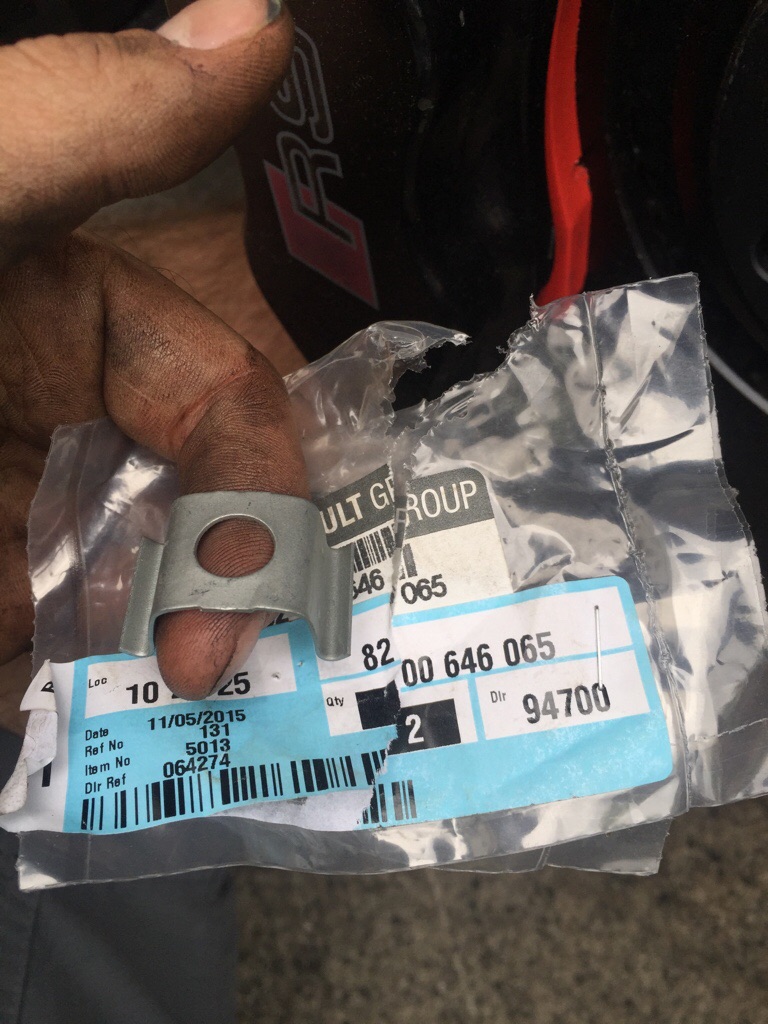 RS
ULT GROUP
646 065
Loc
10 25
82 00 646 065
Qty
2
Dlr
94700
Date
11/05/2015
Ref No
131
Item No
5013
Dlr Ref
064274